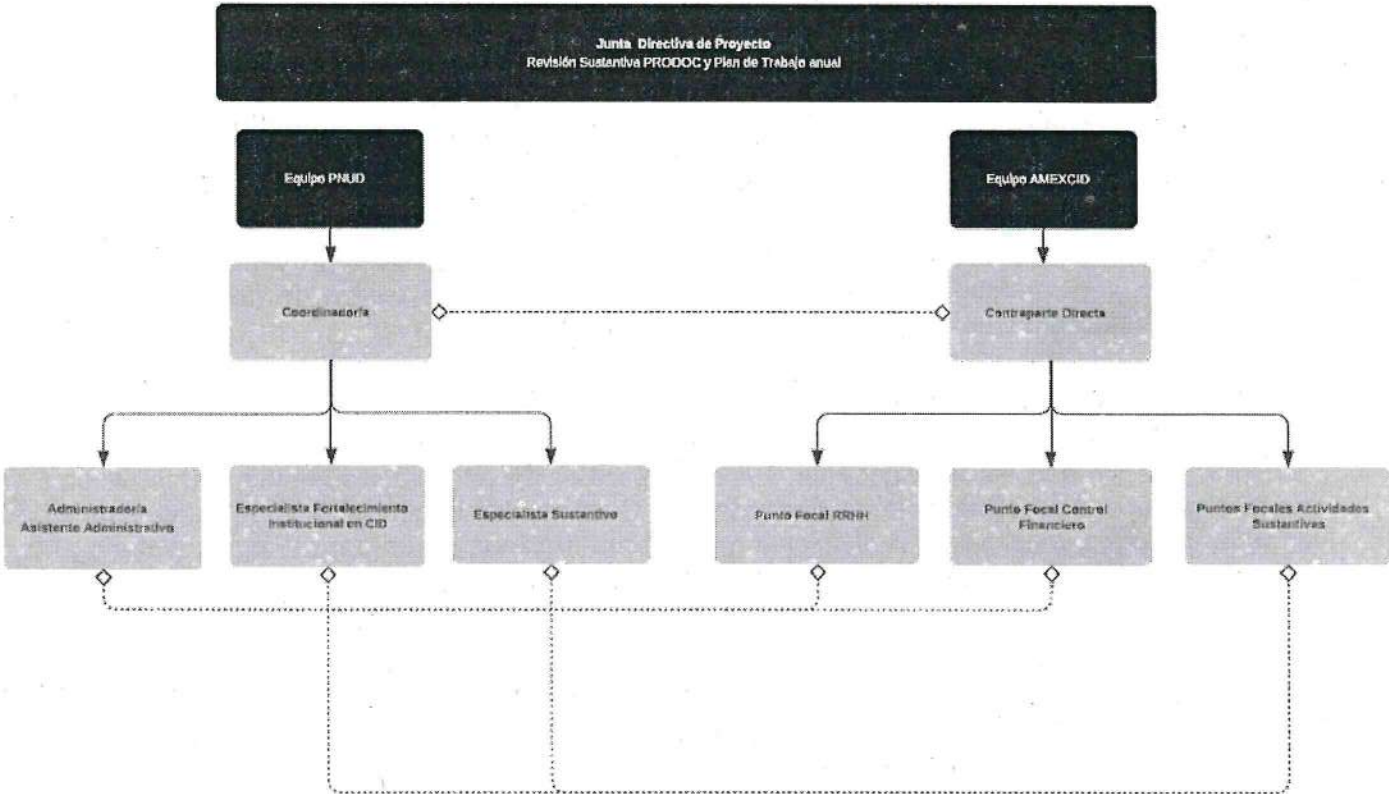 Junta Directiva de Proyecto
Revisión Sustantiva PRODOC y Plan de Trabajo anual
Equipo PNUD
Equipo AMEXCID
Coordinadoría
Contraparte Directa
Administradoría
Asistente Administrativo
Especialista Fortalecimiento
Institucional en CID
Especialista Sustantivo
Punto Focal RRHH
Punto Focal Control
Financiero
Puntos Focales Actividades
Sustantivas